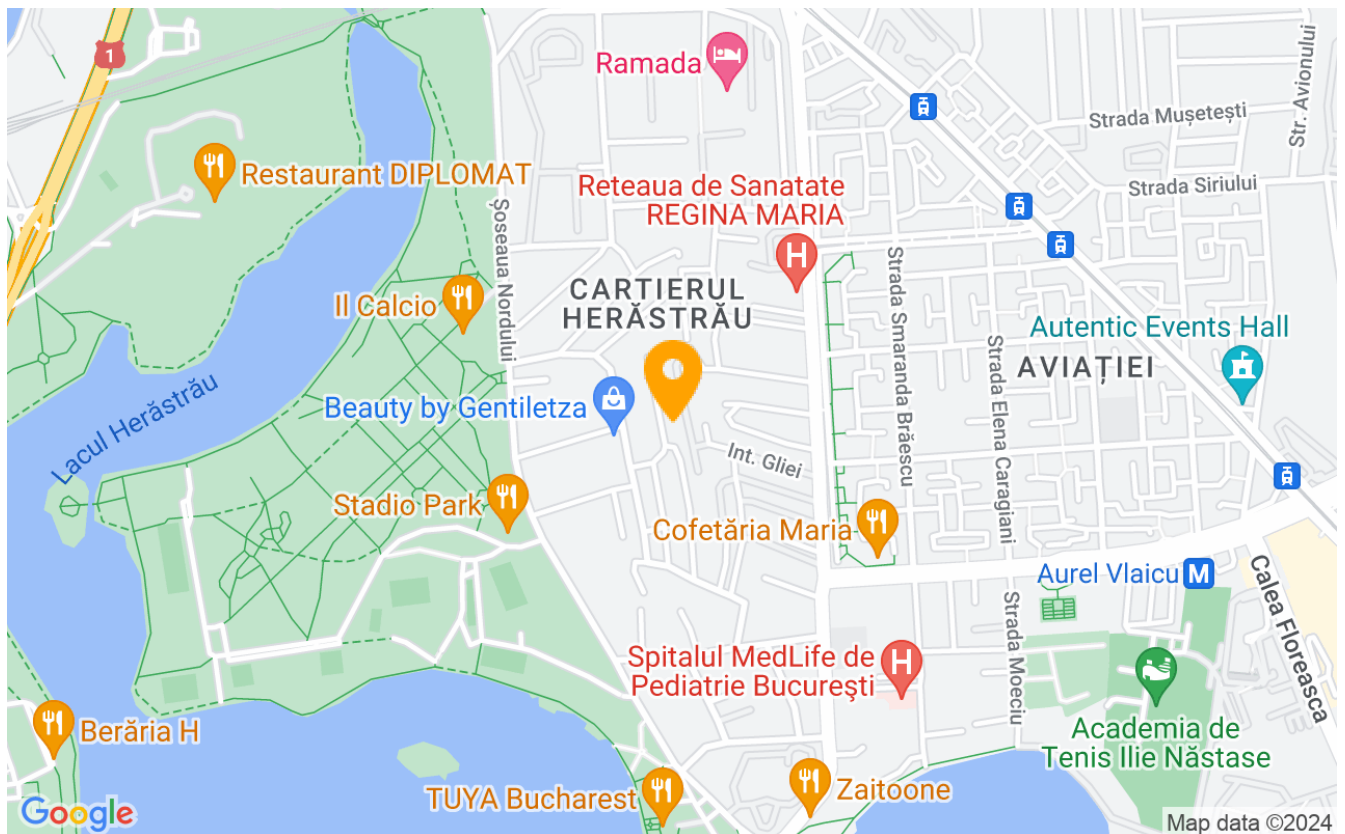 1
Ramada
Strada Mușetești
Str. Avionului
Restaurant DIPLOMAT
Reteaua de Sanatate
REGINA MARIA
H
Strada Siriului
Șoseaua Nordului
Il Calcio
CARTIERUL
HERĂSTRĂU
Strada Smaranda Brăescu
Autentic Events Hall
Strada Elena Caragiani
AVIAȚIEI
Lacul Herăstrău
Beauty by Gentiletza
Int. Gliei
Stadio Park
Cofetăria Maria
Aurel Vlaicu M
Calea Floreasca
Strada Moeciu
Spitalul MedLife de
Pediatrie Bucureşti
H
Berăria H
Academia de
Tenis Ilie Năstase
TUYA Bucharest
Zaitoone
Google
Map data ©2024